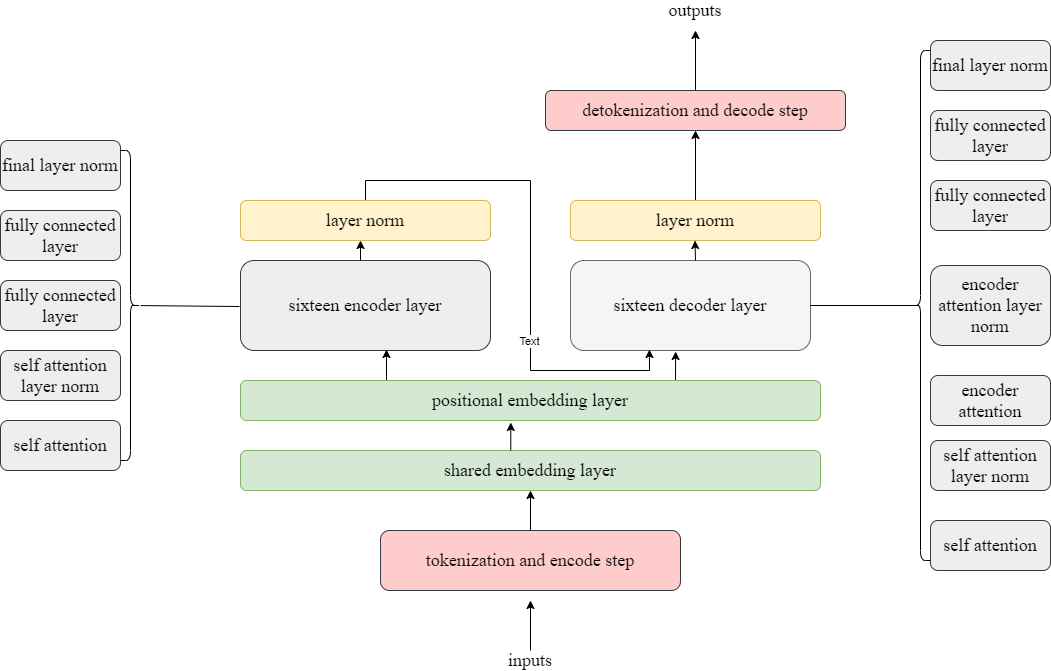 outputs
final layer norm
detokenization and decode step
fully connected
layer
final layer norm
fully connected
layer
layer norm
layer norm
fully connected
layer
encoder
attention layer
norm
sixteen encoder layer
sixteen decoder layer
fully connected
layer
Text
self attention
layer norm
positional embedding layer
encoder
attention
self attention
shared embedding layer
self attention
layer norm
tokenization and encode step
self attention
inputs